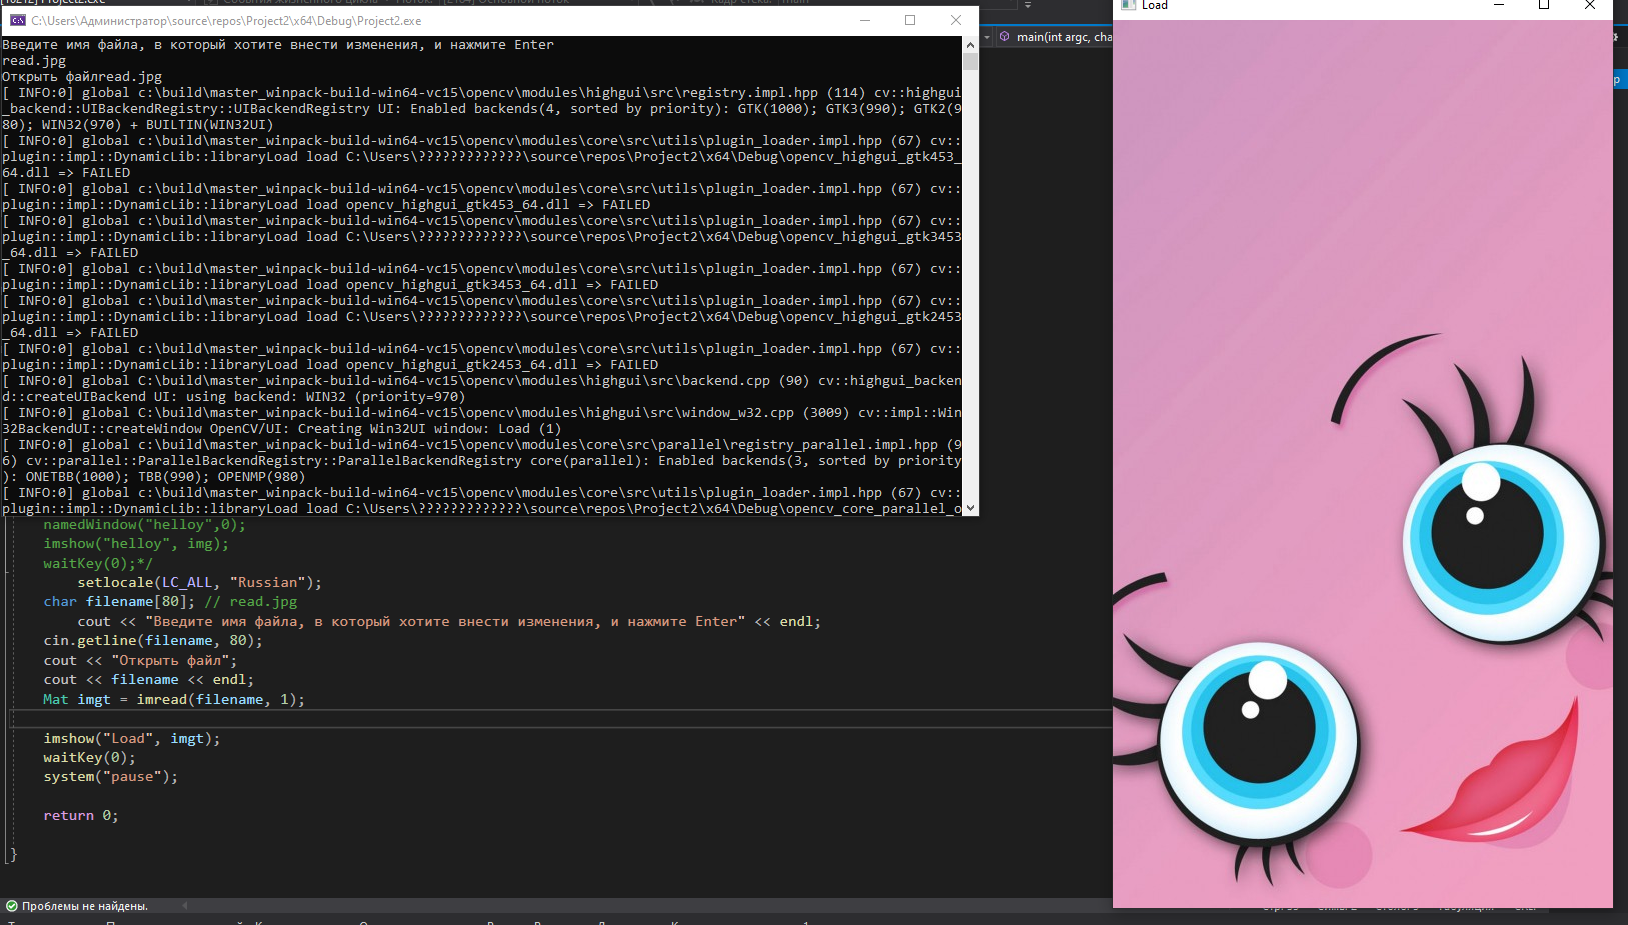 C:\Users\Администратор\source\repos\Project2\x64\Debug\Project2.exe
Введите имя файла, в который хотите внести изменения, и нажмите Enter
read.jpg
Открыть файлread.jpg
[ INFO:0] global c:\build\master_winpack-build-win64-vc15\opencv\modules\highgui\src\registry.impl.hpp (114) cv::highgui
_backend::UIBackendRegistry::UIBackendRegistry UI: Enabled backends(4, sorted by priority): GTK(1000); GTK3(990); GTK2(9
80); WIN32(970) + BUILTIN(WIN32UI)
[ INFO:0] global c:\build\master_winpack-build-win64-vc15\opencv\modules\core\src\utils\plugin_loader.impl.hpp (67) cv::
plugin::impl::DynamicLib::libraryLoad load C:\Users\?????????????\source\repos\Project2\x64\Debug\opencv_highgui_gtk453_
64.dll => FAILED
[ INFO:0] global c:\build\master_winpack-build-win64-vc15\opencv\modules\core\src\utils\plugin_loader.impl.hpp (67) cv::
plugin::impl::DynamicLib::libraryLoad load opencv_highgui_gtk453_64.dll => FAILED
[ INFO:0] global c:\build\master_winpack-build-win64-vc15\opencv\modules\core\src\utils\plugin_loader.impl.hpp (67) cv::
plugin::impl::DynamicLib::libraryLoad load C:\Users\?????????????\source\repos\Project2\x64\Debug\opencv_highgui_gtk3453
_64.dll => FAILED
[ INFO:0] global c:\build\master_winpack-build-win64-vc15\opencv\modules\core\src\utils\plugin_loader.impl.hpp (67) cv::
plugin::impl::DynamicLib::libraryLoad load opencv_highgui_gtk3453_64.dll => FAILED
[ INFO:0] global c:\build\master_winpack-build-win64-vc15\opencv\modules\core\src\utils\plugin_loader.impl.hpp (67) cv::
plugin::impl::DynamicLib::libraryLoad load C:\Users\?????????????\source\repos\Project2\x64\Debug\opencv_highgui_gtk2453
_64.dll => FAILED
[ INFO:0] global c:\build\master_winpack-build-win64-vc15\opencv\modules\core\src\utils\plugin_loader.impl.hpp (67) cv::
plugin::impl::DynamicLib::libraryLoad load opencv_highgui_gtk2453_64.dll => FAILED
[ INFO:0] global C:\build\master_winpack-build-win64-vc15\opencv\modules\highgui\src\backend.cpp (90) cv::highgui_backen
d::createUIBackend UI: using backend: WIN32 (priority=970)
[ INFO:0] global C:\build\master_winpack-build-win64-vc15\opencv\modules\highgui\src\window_w32.cpp (3009) cv::impl::Win
32BackendUI::createWindow OpenCV/UI: Creating Win32UI window: Load (1)
[ INFO:0] global c:\build\master_winpack-build-win64-vc15\opencv\modules\core\src\parallel\registry_parallel.impl.hpp (9
6) cv::parallel::ParallelBackendRegistry::ParallelBackendRegistry core(parallel): Enabled backends(3, sorted by priority
): ONETBB(1000); TBB(990); OPENMP(980)
[ INFO:0] global c:\build\master_winpack-build-win64-vc15\opencv\modules\core\src\utils\plugin_loader.impl.hpp (67) cv::
plugin::impl::DynamicLib::libraryLoad load C:\Users\?????????????\source\repos\Project2\x64\Debug\opencv_core_parallel_o
main(int argc, cha
Load
namedWindow("helloy",0);
imshow("helloy", img);
waitKey(0);*/
setlocale(LC_ALL, "Russian");
char filename[80]; // read.jpg
cout << "Введите имя файла, в который хотите внести изменения, и нажмите Enter" << endl;
cin.getline(filename, 80);
cout << "Открыть файл";
cout << filename << endl;
Mat imgt = imread(filename, 1);
imshow("Load", imgt);
waitKey(0);
system("pause");
return 0;
}
Проблемы не найдены.